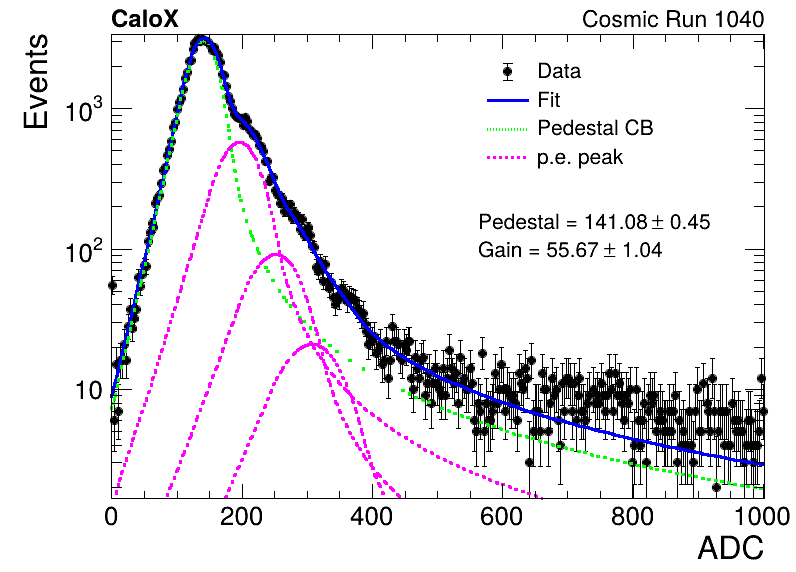 CaloX Cosmic Run 1040
Events
Data
Fit
Pedestal CB
p.e. peak
Pedestal = 141.08 ± 0.45
Gain = 55.67 ± 1.04
10³
10²
10
0 200 400 600 800 1000
ADC